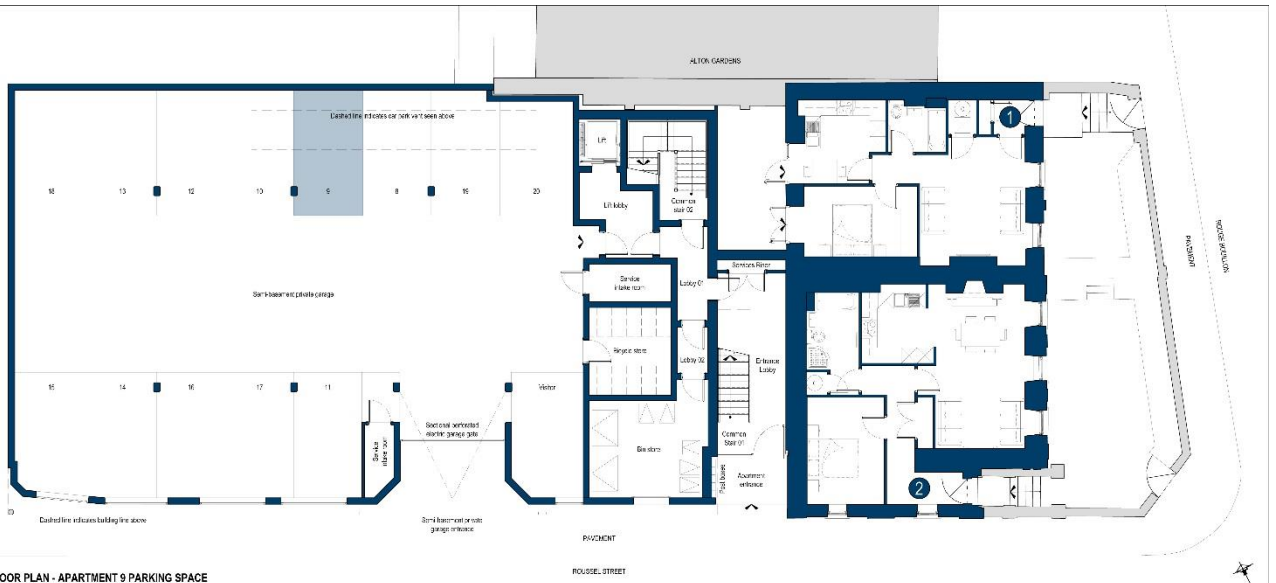 ALTON GARDENS
Dashed line indicates car park vent seen above
1
Lift
18 13 12 10 9 8 19 20
Common
stair 02
Lift lobby
ROUGE BOUILLON
PAVEMENT
Services Riser
Service
intake room
Lobby 01
Semi-basement private garage
Bicycle store
Lobby 02
Entrance
Lobby
15 14 16 17 11
Visitor
Sectional perforated
electric garage gate
Service
intake room
Bin store
Common
Stair 01
Post boxes
Apartment
entrance
2
Dashed line indicates building line above
Semi-basement private
garage entrance
PAVEMENT
ROUSSEL STREET
OOR PLAN - APARTMENT 9 PARKING SPACE